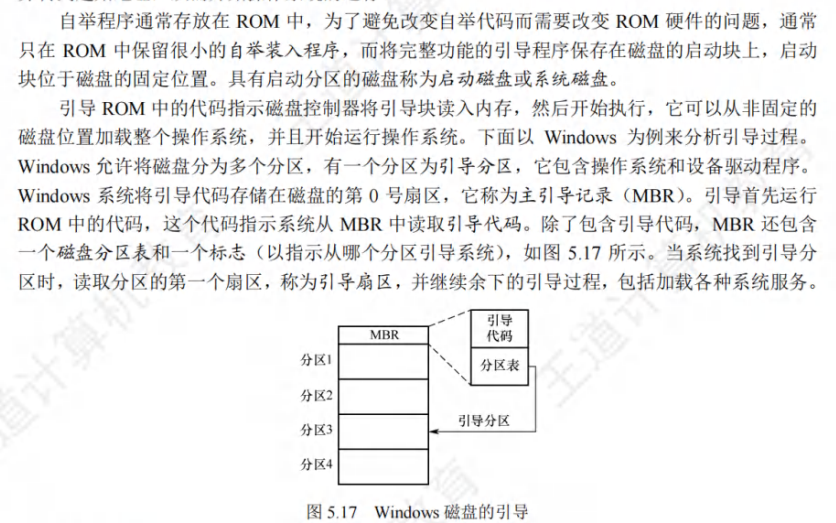 自举程序通常存放在 ROM 中，为了避免改变自举代码而需要改变 ROM 硬件的问题，通常
只在 ROM 中保留很小的自举装入程序，而将完整功能的引导程序保存在磁盘的启动块上，启动
块位于磁盘的固定位置。具有启动分区的磁盘称为启动磁盘或系统磁盘。
引导 ROM 中的代码指示磁盘控制器将引导块读入内存，然后开始执行，它可以从非固定的
磁盘位置加载整个操作系统，并且开始运行操作系统。下面以 Windows 为例来分析引导过程。
Windows 允许将磁盘分为多个分区，有一个分区为引导分区，它包含操作系统和设备驱动程序。
Windows 系统将引导代码存储在磁盘的第 0 号扇区，它称为主引导记录（MBR）。引导首先运行
ROM 中的代码，这个代码指示系统从 MBR 中读取引导代码。除了包含引导代码，MBR 还包含
一个磁盘分区表和一个标志（以指示从哪个分区引导系统），如图 5.17 所示。当系统找到引导分
区时，读取分区的第一个扇区，称为引导扇区，并继续余下的引导过程，包括加载各种系统服务。
MBR
引导
代码
分区表
分区1
分区2
分区3
分区4
引导分区
图 5.17 Windows 磁盘的引导
王道计算机教育